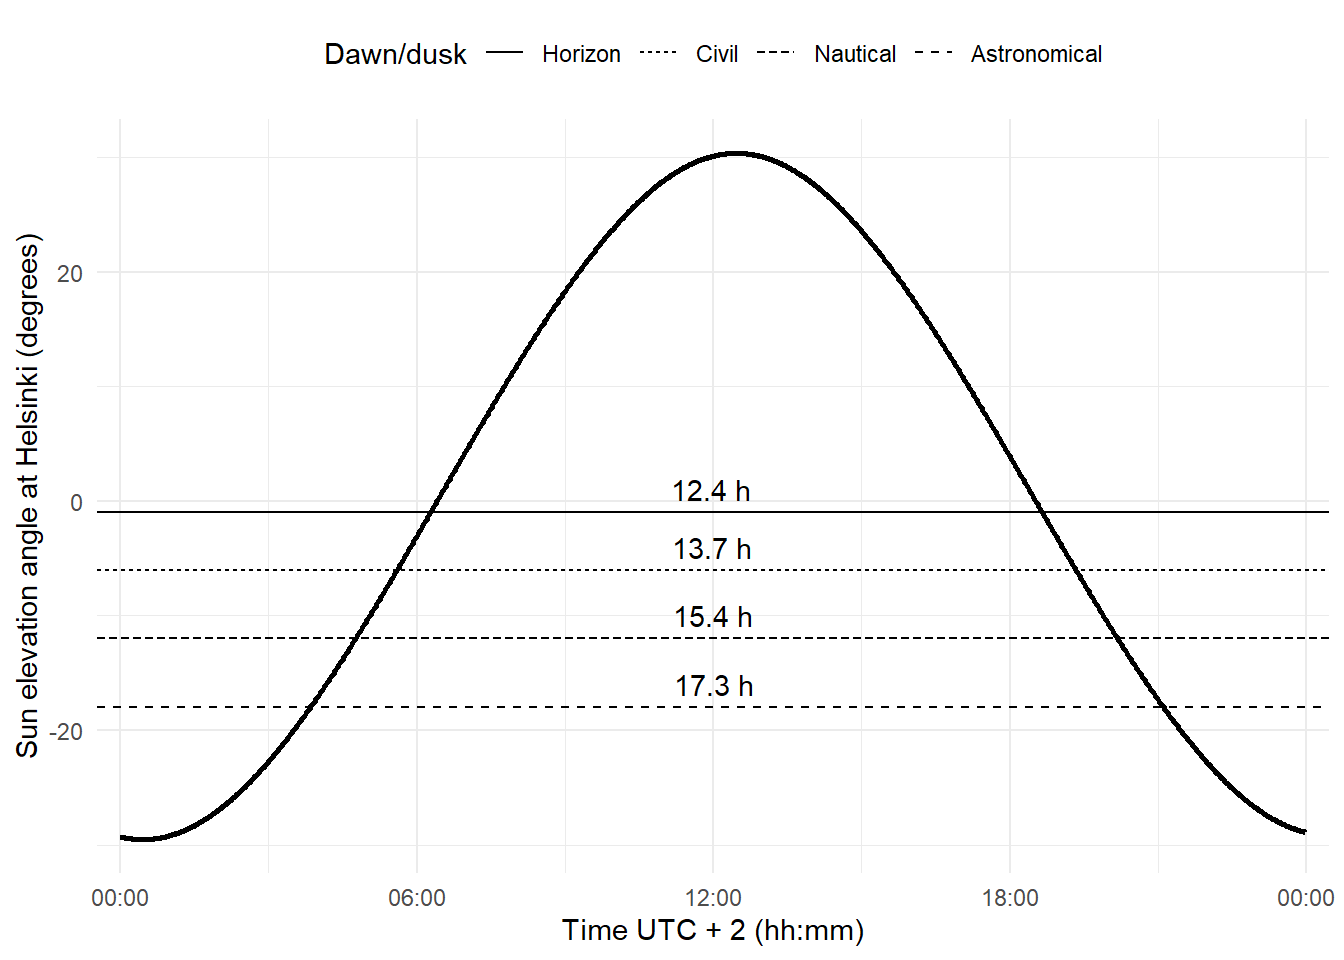 Dawn/dusk Horizon Civil Nautical Astronomical
Sun elevation angle at Helsinki (degrees)
20
0
-20
12.4 h
13.7 h
15.4 h
17.3 h
00:00 06:00 12:00 18:00 00:00
Time UTC + 2 (hh:mm)